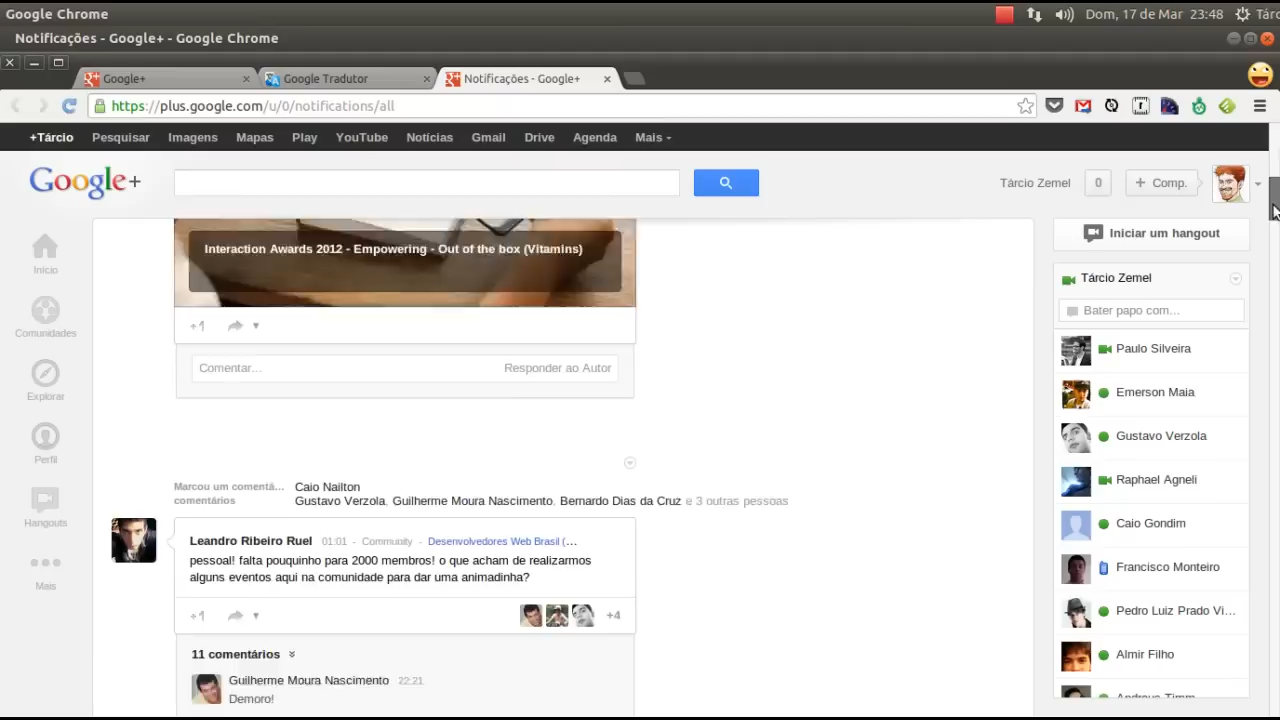 Google Chrome
Dom, 17 de Mar 23:48 Tárc
Notificações - Google+ - Google Chrome
Google+ Google Tradutor Notificações - Google+
https://plus.google.com/u/0/notifications/all
+Tárcio Pesquisar Imagens Mapas Play YouTube Notícias Gmail Drive Agenda Mais
Google+
Tárcio Zemel 0 + Comp.
Início
Comunidades
Explorar
Perfil
Hangouts
Mais
Interaction Awards 2012 - Empowering - Out of the box (Vitamins)
+1
Comentar... Responder ao Autor
Marcou um comentá... Caio Nailton
comentários Gustavo Verzola, Guilherme Moura Nascimento, Bernardo Dias da Cruz e 3 outras pessoas
Leandro Ribeiro Ruel 01:01 - Community - Desenvolvedores Web Brasil (...
pessoal! falta pouquinho para 2000 membros! o que acham de realizarmos
alguns eventos aqui na comunidade para dar uma animadinha?
+1 +4
11 comentários
Guilherme Moura Nascimento 22:21
Demoro!
Iniciar um hangout
Tárcio Zemel
Bater papo com...
Paulo Silveira
Emerson Maia
Gustavo Verzola
Raphael Agneli
Caio Gondim
Francisco Monteiro
Pedro Luiz Prado Vi...
Almir Filho
Andreus Timm